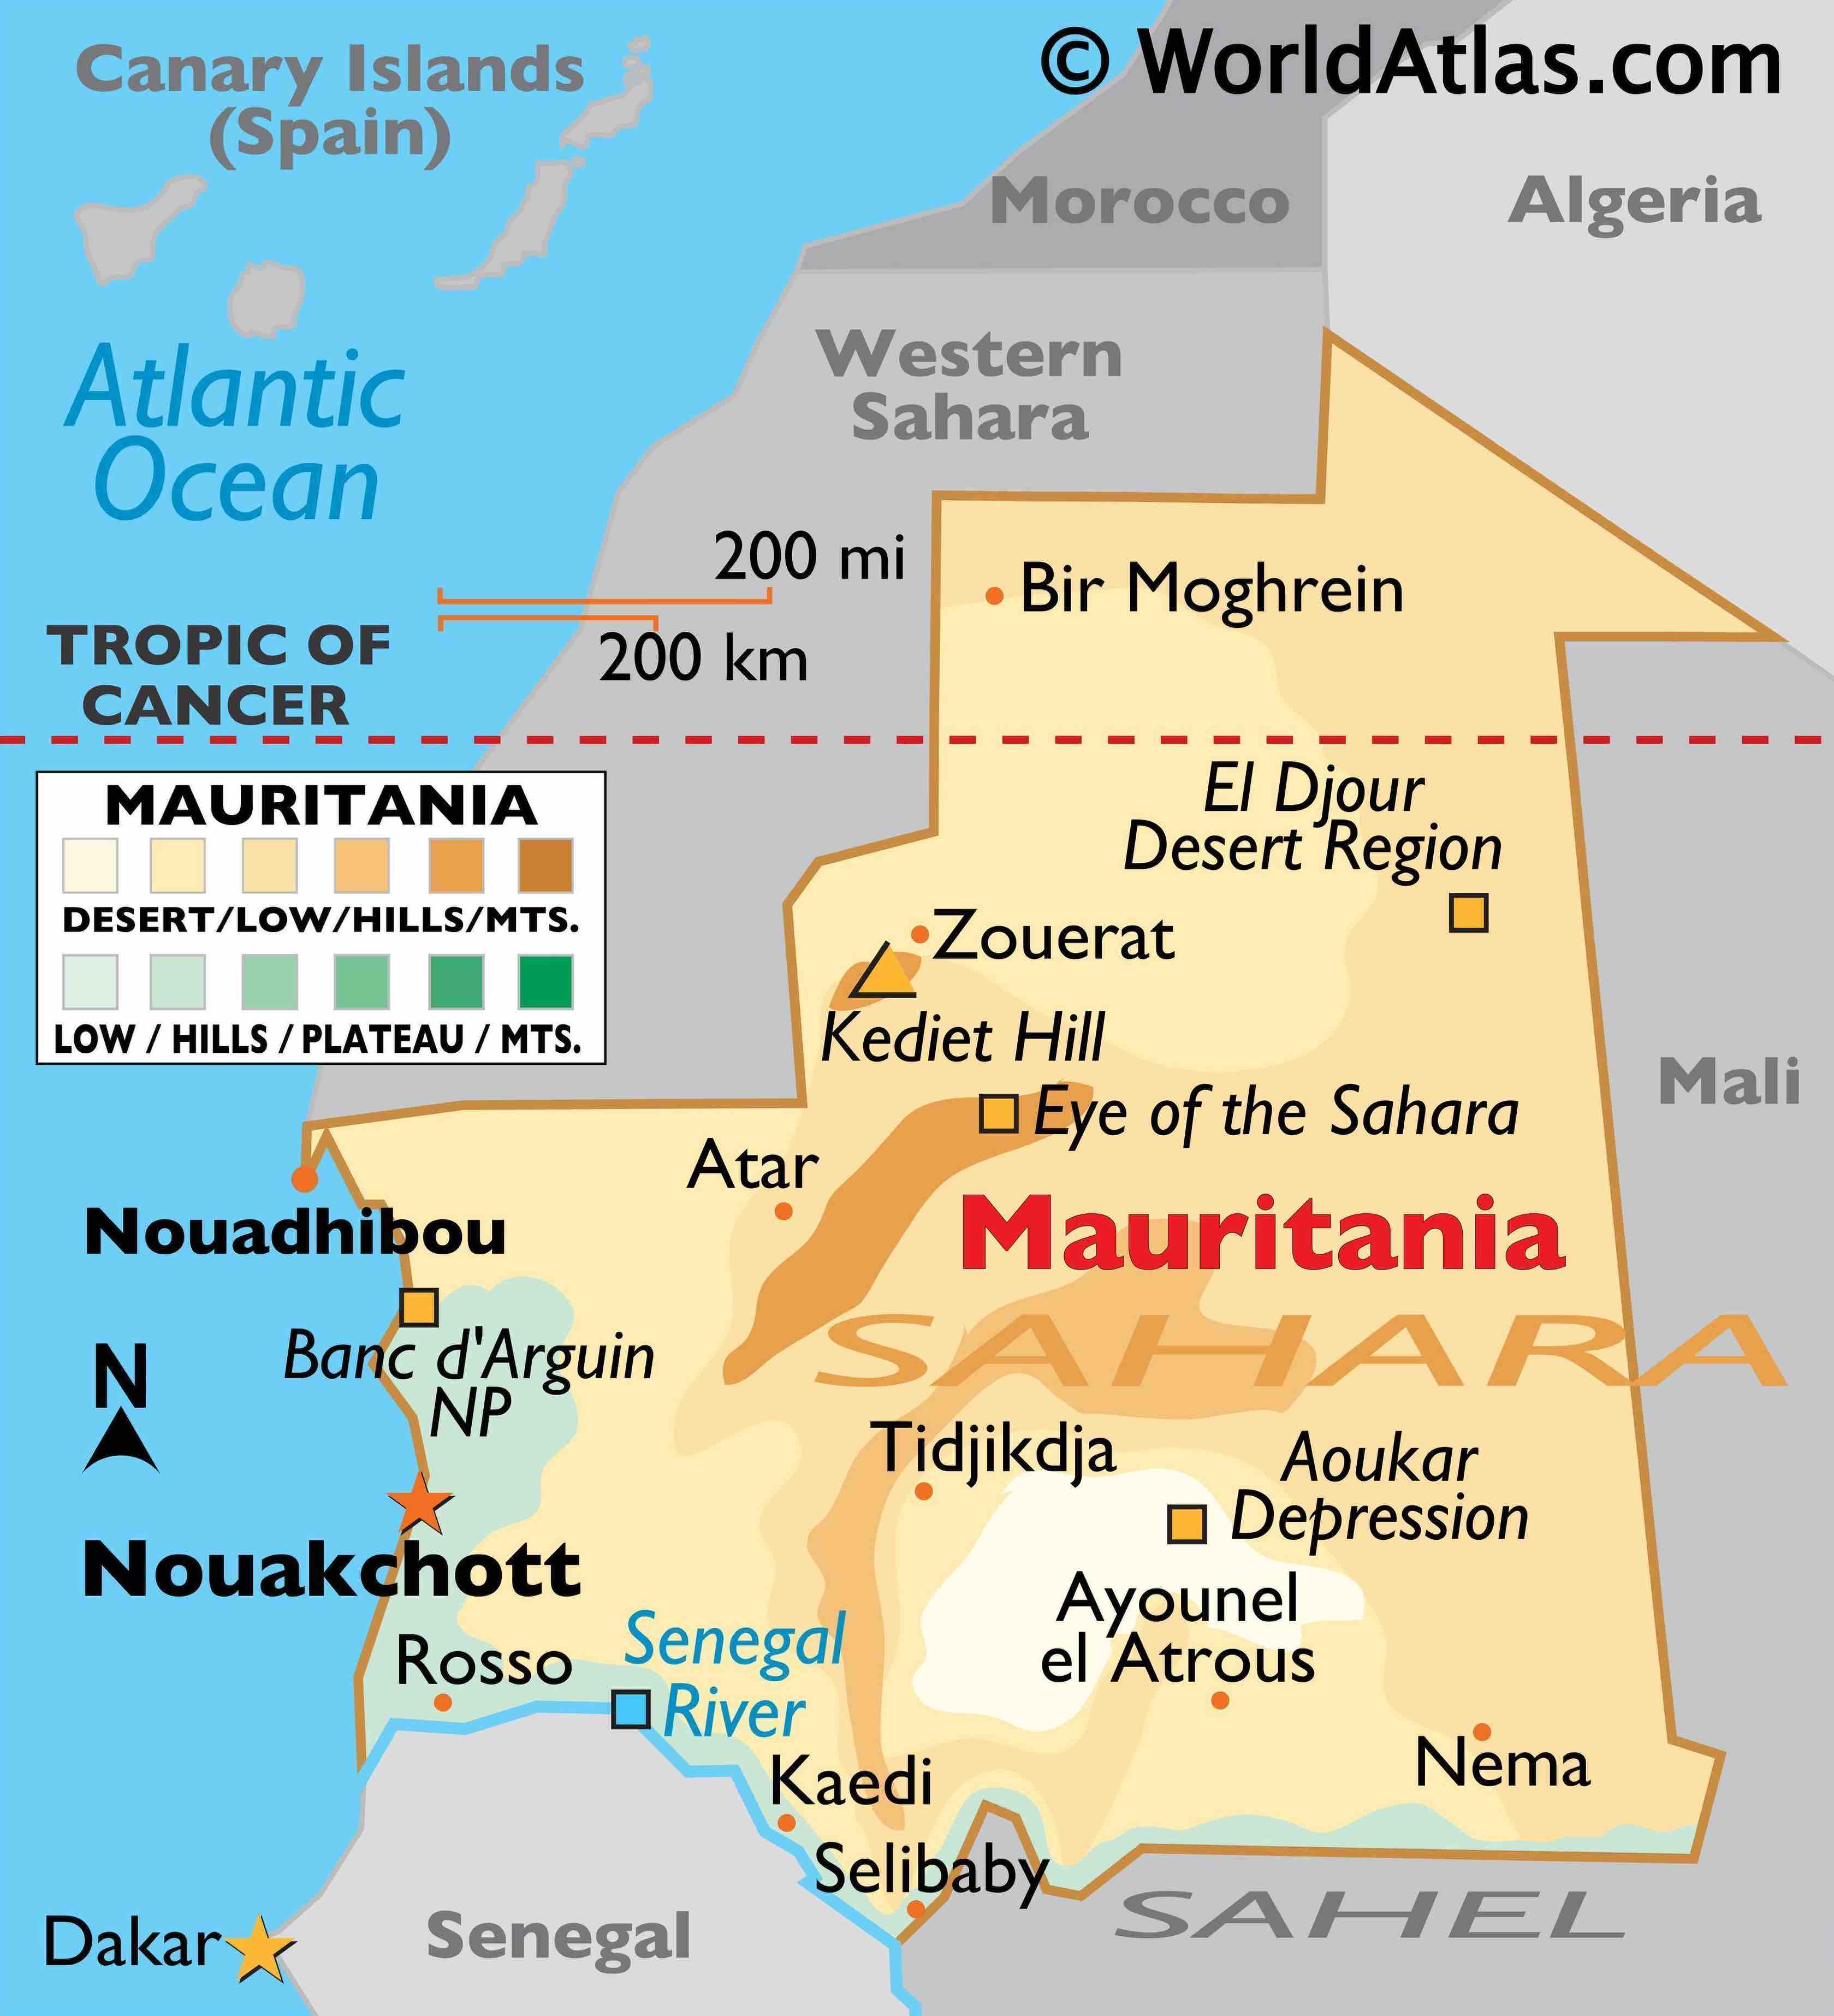 © WorldAtlas.com
Canary Islands
(Spain)
Morocco
Algeria
Western
Sahara
Atlantic
Ocean
200 mi
200 km
Bir Moghrein
TROPIC OF
CANCER
MAURITANIA
DESERT/LOW/HILLS/MTS.
LOW / HILLS / PLATEAU / MTS.
El Djour
Desert Region
Zouerat
Kediet Hill
Mali
Eye of the Sahara
Atar
Mauritania
Nouadhibou
SAHARA
Banc d'Arguin
NP
N
Tidjikdja
Aoukar
Depression
Nouakchott
Ayounel
el Atrous
Rosso
Senegal
River
Nema
Kaedi
Selibaby
SAHEL
Dakar
Senegal